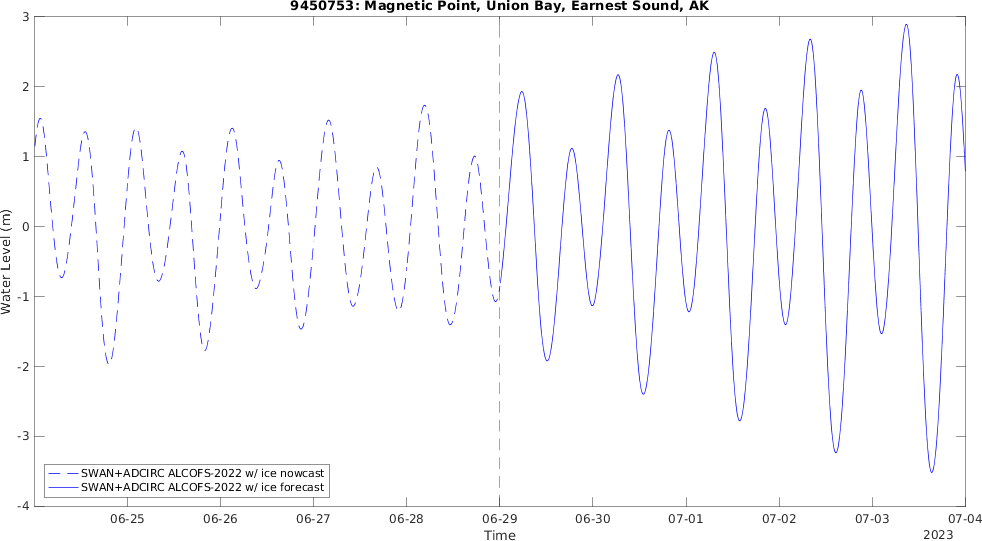 9450753: Magnetic Point, Union Bay, Earnest Sound, AK
3
2
1
0
-1
-2
-3
-4
Water Level (m)
SWAN+ADCIRC ALCOFS-2022 w/ ice nowcast
SWAN+ADCIRC ALCOFS-2022 w/ ice forecast
06-25 06-26 06-27 06-28 06-29 06-30 07-01 07-02 07-03 07-04
Time
2023